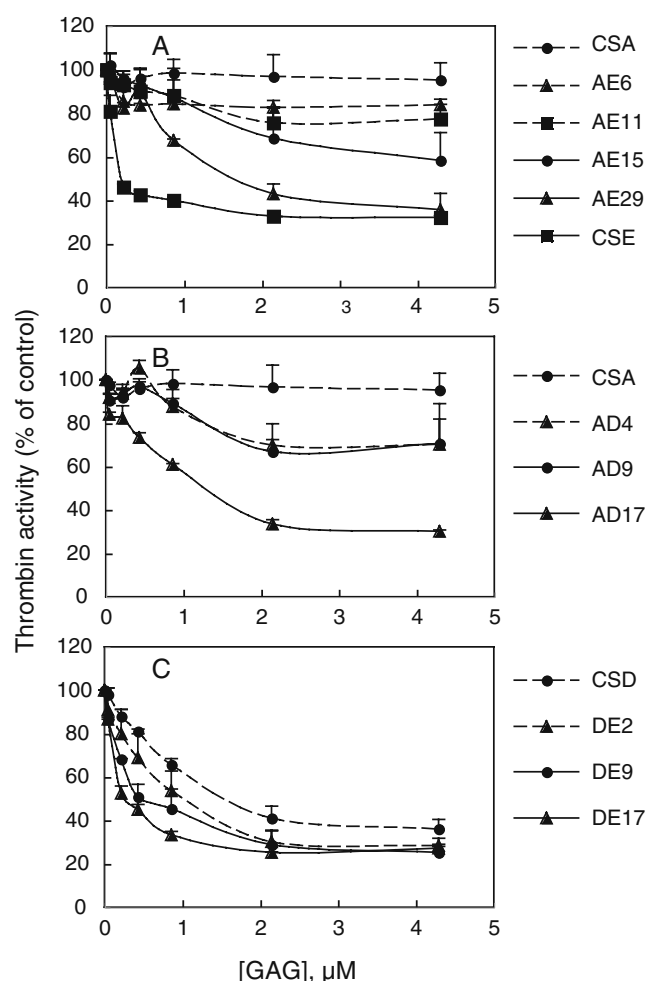 Thrombin activity (% of control)
120
100
80
60
40
20
0
A
0 1 2 3 4 5
CSA
AE6
AE11
AE15
AE29
CSE
120
100
80
60
40
20
0
B
0 1 2 3 4 5
CSA
AD4
AD9
AD17
120
100
80
60
40
20
0
C
0 1 2 3 4 5
CSD
DE2
DE9
DE17
[GAG], μM